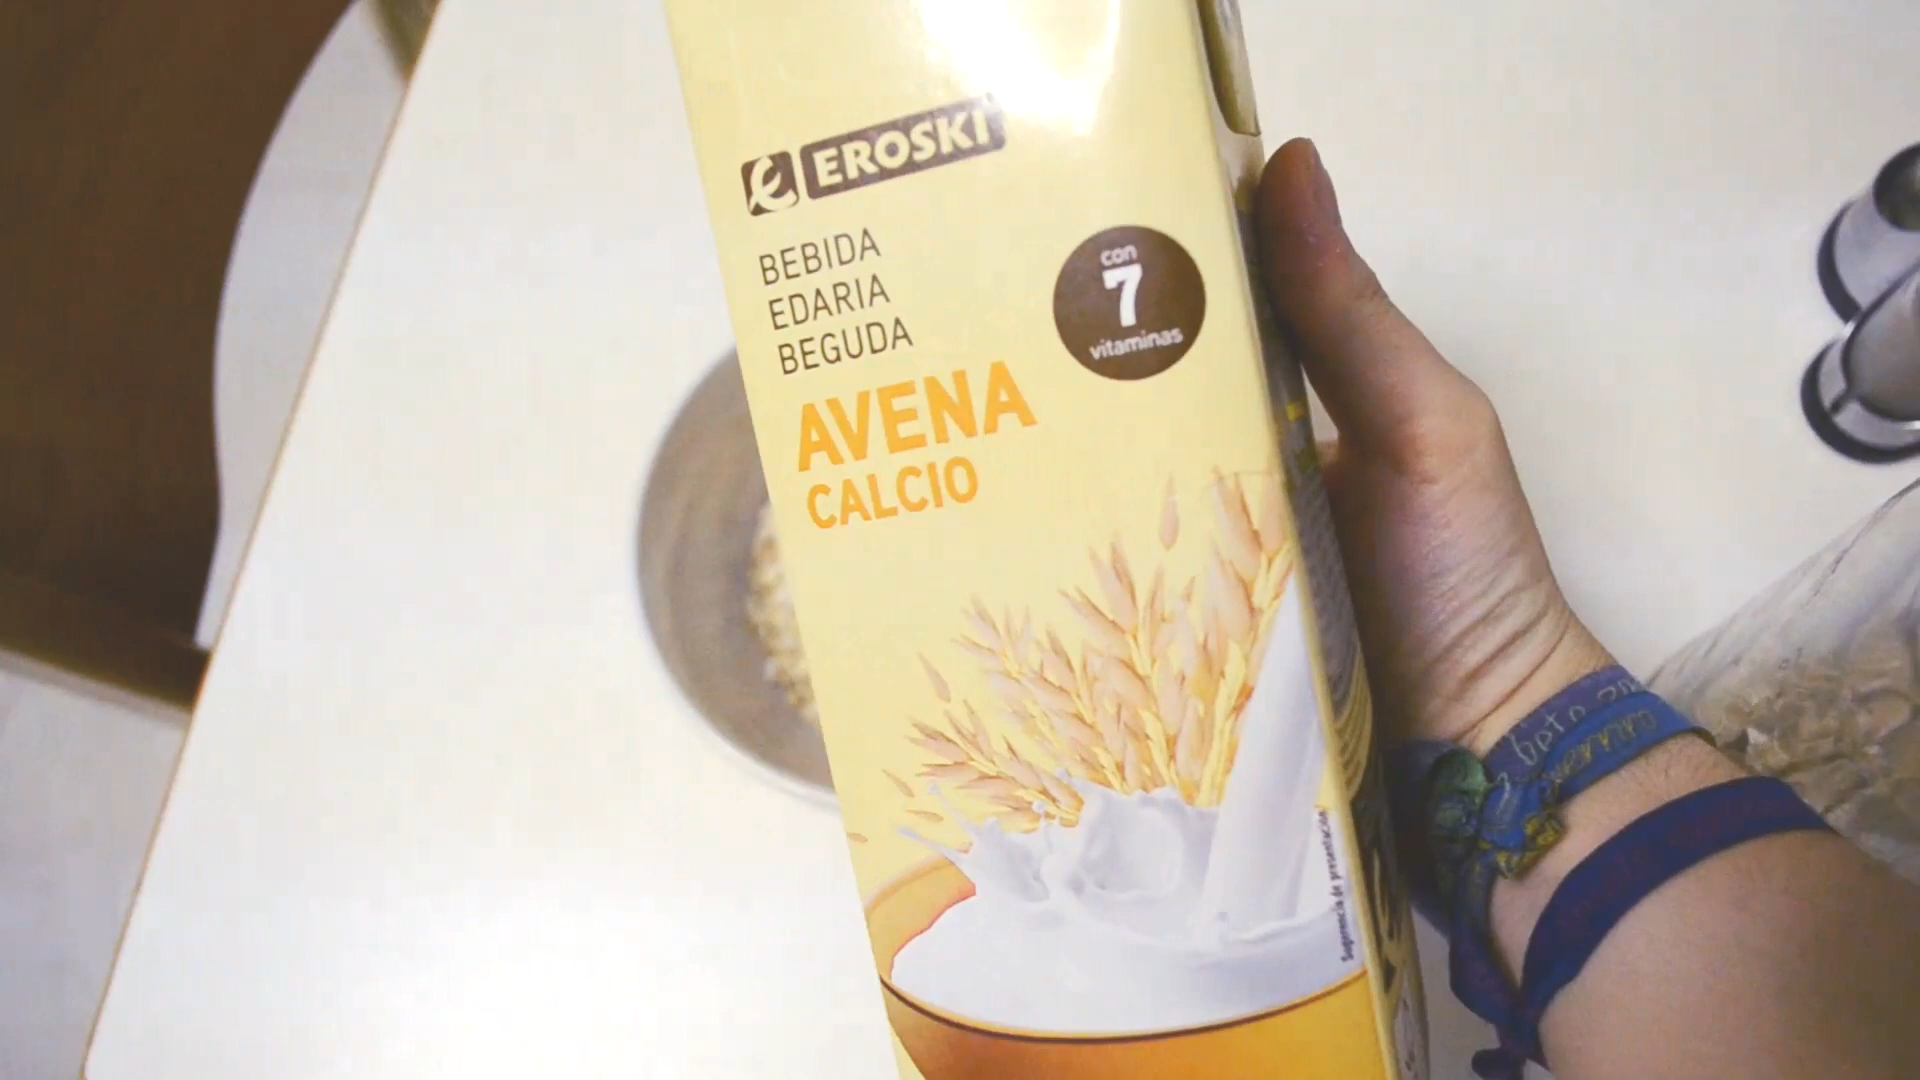 EROSKI
BEBIDA
EDARIA
BEGUDA
AVENA
CALCIO
con
7
vitaminas
Sugerencia de presentación